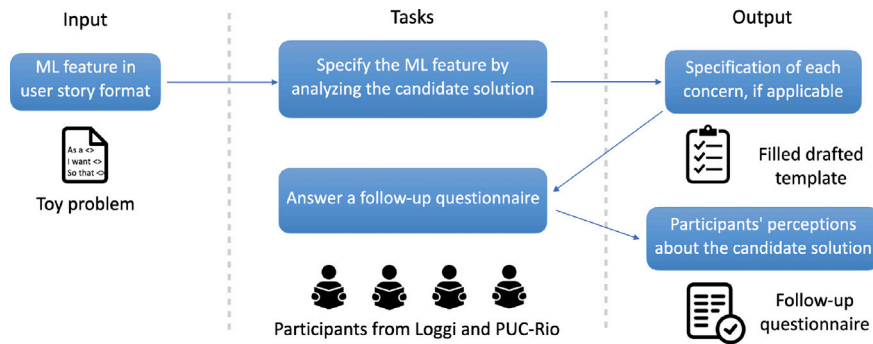 Input
Tasks
Output
ML feature in
user story format
Specify the ML feature by
analyzing the candidate solution
Specification of each
concern, if applicable
As a <>
I want <>
So that <>
Toy problem
Filled drafted
template
Answer a follow-up questionnaire
Participants' perceptions
about the candidate solution
Participants from Loggi and PUC-Rio
Follow-up
questionnaire